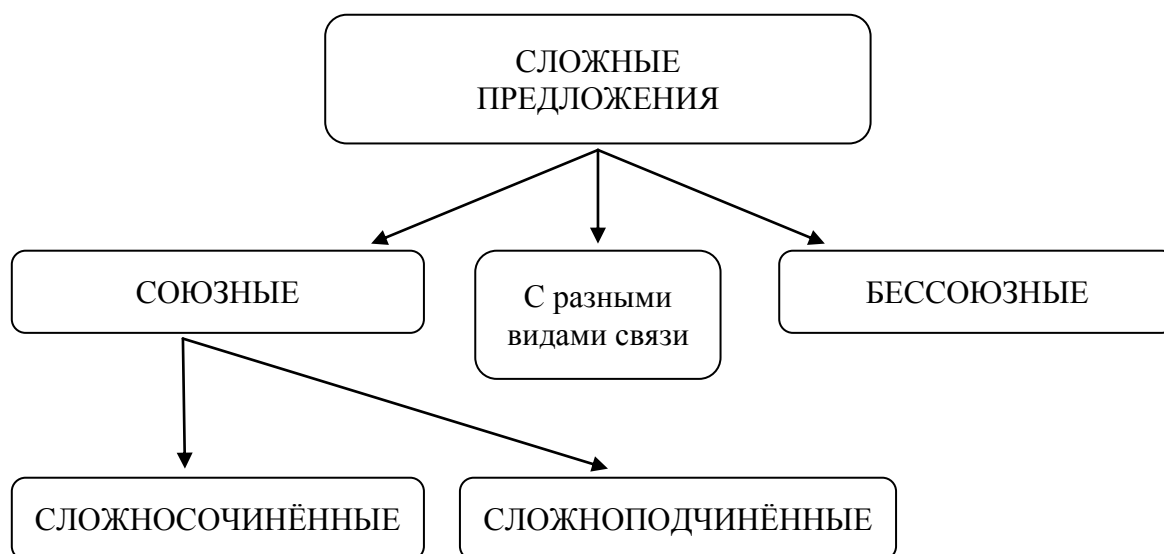 СЛОЖНЫЕ
ПРЕДЛОЖЕНИЯ
СОЮЗНЫЕ
С разными
видами связи
БЕССОЮЗНЫЕ
СЛОЖНОСОЧИНЁННЫЕ
СЛОЖНОПОДЧИНЁННЫЕ